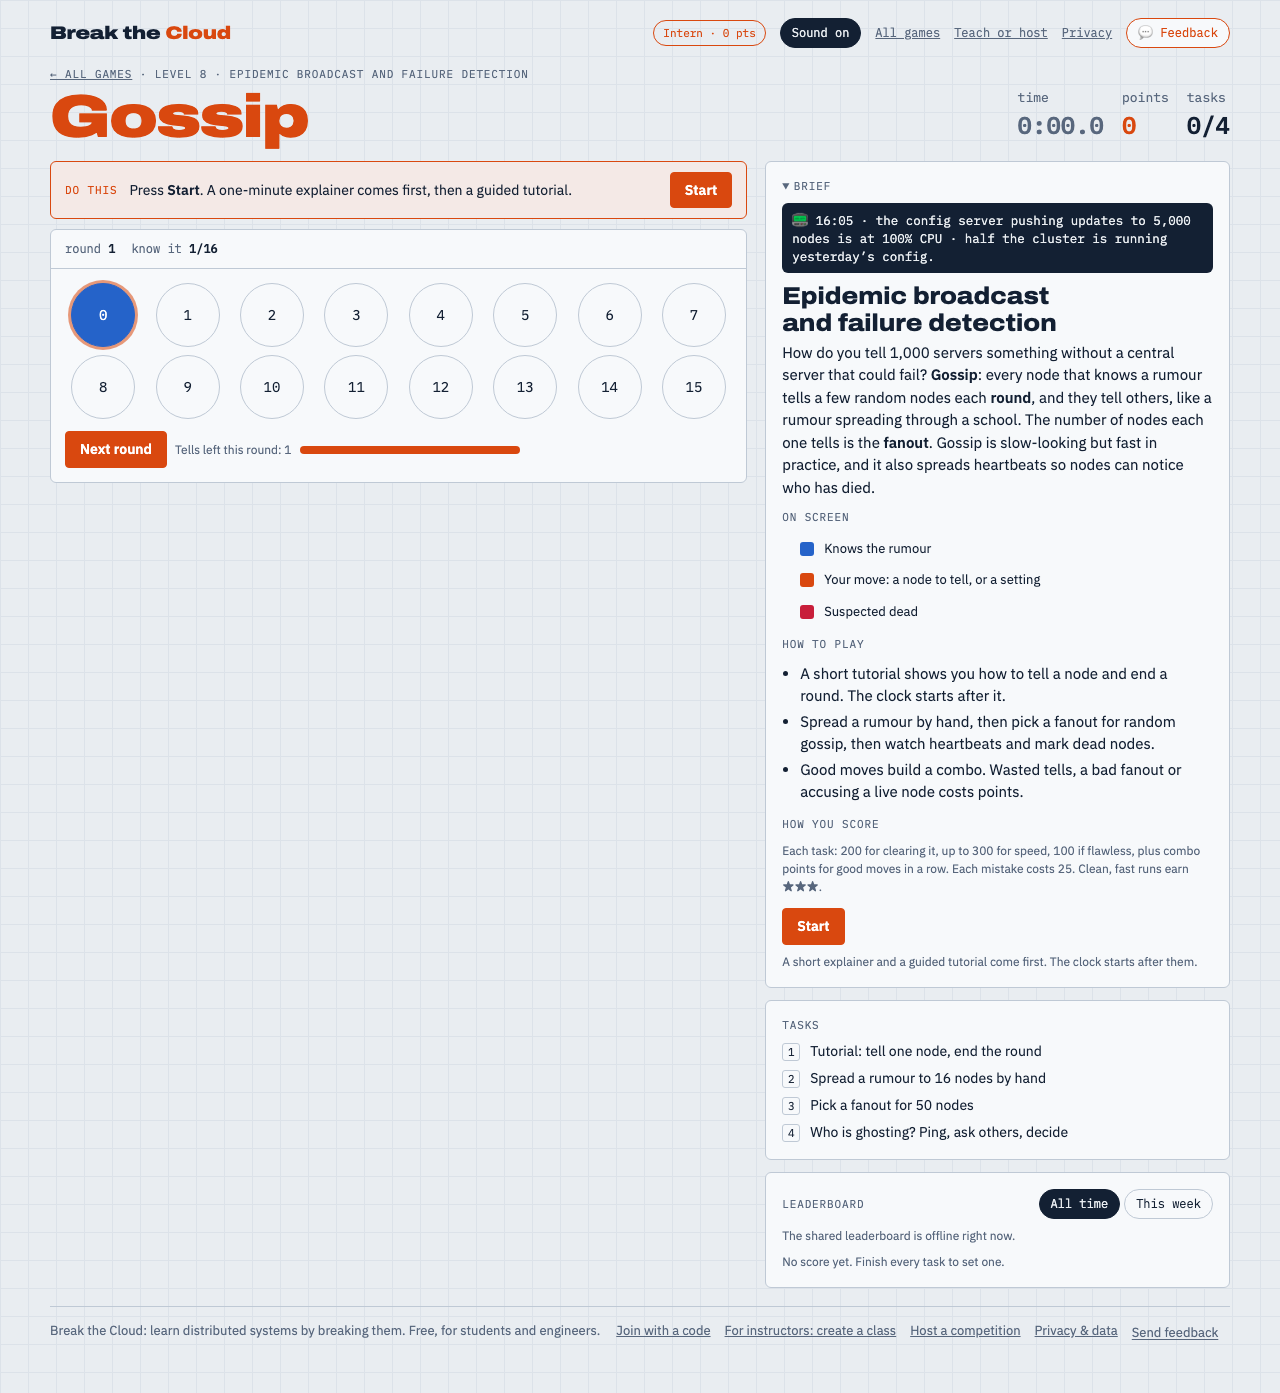 Break the Cloud
Intern · 0 pts
Sound on
All games
Teach or host
Privacy
💬 Feedback
← ALL GAMES · LEVEL 8 · EPIDEMIC BROADCAST AND FAILURE DETECTION
Gossip
time
0:00.0
points
0
tasks
0/4
DO THIS
Press Start. A one-minute explainer comes first, then a guided tutorial.
Start
round 1 know it 1/16
0 1 2 3 4 5 6 7
8 9 10 11 12 13 14 15
Next round
Tells left this round: 1
▼ BRIEF
16:05 · the config server pushing updates to 5,000
nodes is at 100% CPU · half the cluster is running
yesterday’s config.
Epidemic broadcast
and failure detection
How do you tell 1,000 servers something without a central
server that could fail? Gossip: every node that knows a rumour
tells a few random nodes each round, and they tell others, like a
rumour spreading through a school. The number of nodes each
one tells is the fanout. Gossip is slow-looking but fast in
practice, and it also spreads heartbeats so nodes can notice
who has died.
ON SCREEN
Knows the rumour
Your move: a node to tell, or a setting
Suspected dead
HOW TO PLAY
• A short tutorial shows you how to tell a node and end a
round. The clock starts after it.
• Spread a rumour by hand, then pick a fanout for random
gossip, then watch heartbeats and mark dead nodes.
• Good moves build a combo. Wasted tells, a bad fanout or
accusing a live node costs points.
HOW YOU SCORE
Each task: 200 for clearing it, up to 300 for speed, 100 if flawless, plus combo
points for good moves in a row. Each mistake costs 25. Clean, fast runs earn
★★★.
Start
A short explainer and a guided tutorial come first. The clock starts after them.
TASKS
1 Tutorial: tell one node, end the round
2 Spread a rumour to 16 nodes by hand
3 Pick a fanout for 50 nodes
4 Who is ghosting? Ping, ask others, decide
LEADERBOARD
All time
This week
The shared leaderboard is offline right now.
No score yet. Finish every task to set one.
Break the Cloud: learn distributed systems by breaking them. Free, for students and engineers.
Join with a code
For instructors: create a class
Host a competition
Privacy & data
Send feedback